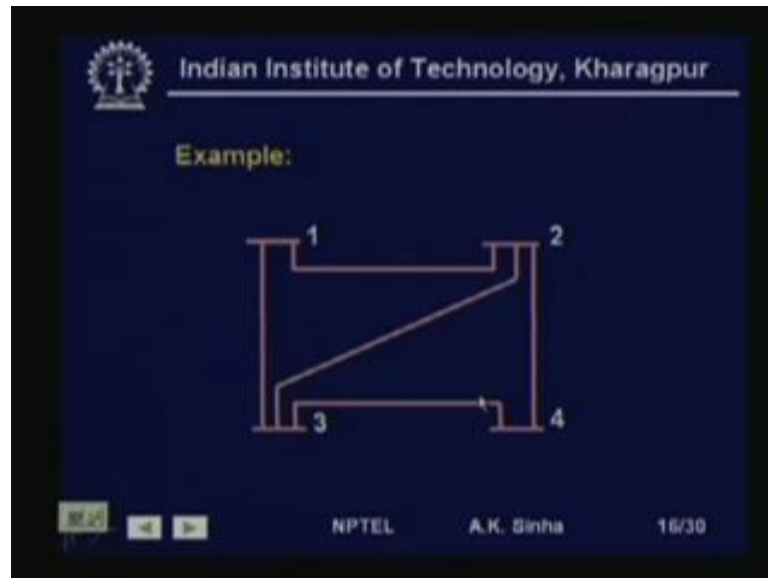 Indian Institute of Technology, Kharagpur
Example:
1
2
3
4
NPTEL A.K. Sinha 16/30